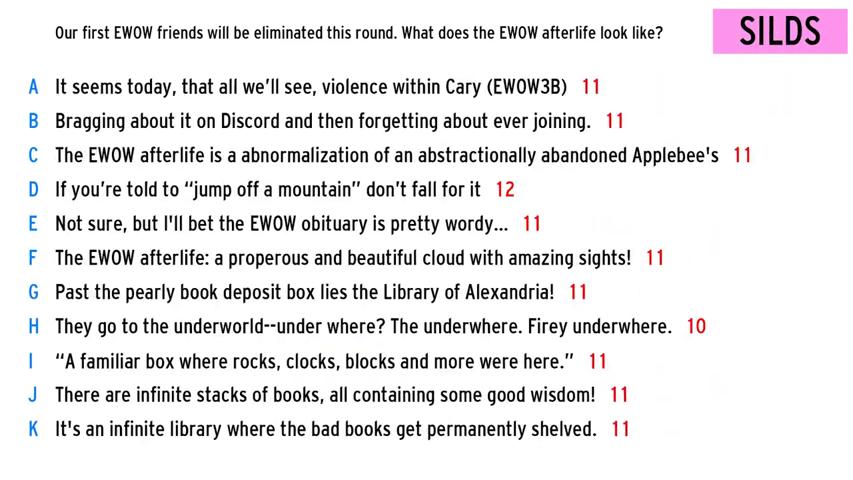 Our first EWOW friends will be eliminated this round. What does the EWOW afterlife look like?
SILDS
A It seems today, that all we'll see, violence within Cary (EWOW3B) 11
B Bragging about it on Discord and then forgetting about ever joining. 11
C The EWOW afterlife is a abnormalization of an abstractionally abandoned Applebee's 11
D If you're told to “jump off a mountain” don't fall for it 12
E Not sure, but I'll bet the EWOW obituary is pretty wordy... 11
F The EWOW afterlife: a properous and beautiful cloud with amazing sights! 11
G Past the pearly book deposit box lies the Library of Alexandria! 11
H They go to the underworld--under where? The underwhere. Firey underwhere. 10
I “A familiar box where rocks, clocks, blocks and more were here.” 11
J There are infinite stacks of books, all containing some good wisdom! 11
K It's an infinite library where the bad books get permanently shelved. 11